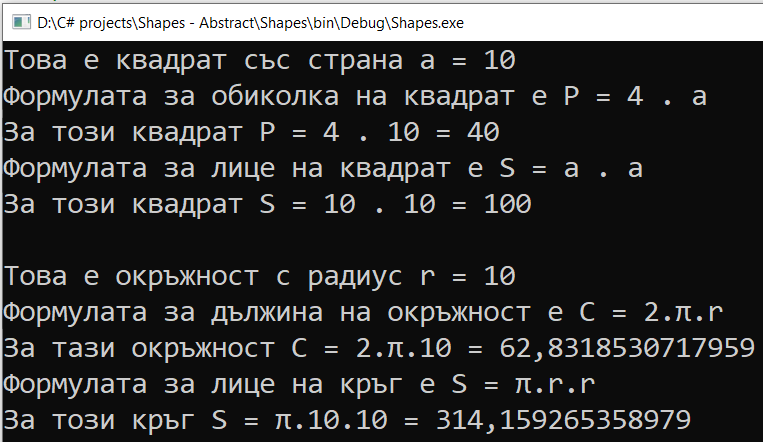 D:\C# projects\Shapes - Abstract\Shapes\bin\Debug\Shapes.exe
Това е квадрат със страна a = 10
Формулата за обиколка на квадрат е P = 4 . a
За този квадрат P = 4 . 10 = 40
Формулата за лице на квадрат е S = a . a
За този квадрат S = 10 . 10 = 100
Това е окръжност с радиус r = 10
Формулата за дължина на окръжност е C = 2.π.r
За тази окръжност C = 2.π.10 = 62,8318530717959
Формулата за лице на кръг е S = π.r.r
За този кръг S = π.10.10 = 314,159265358979